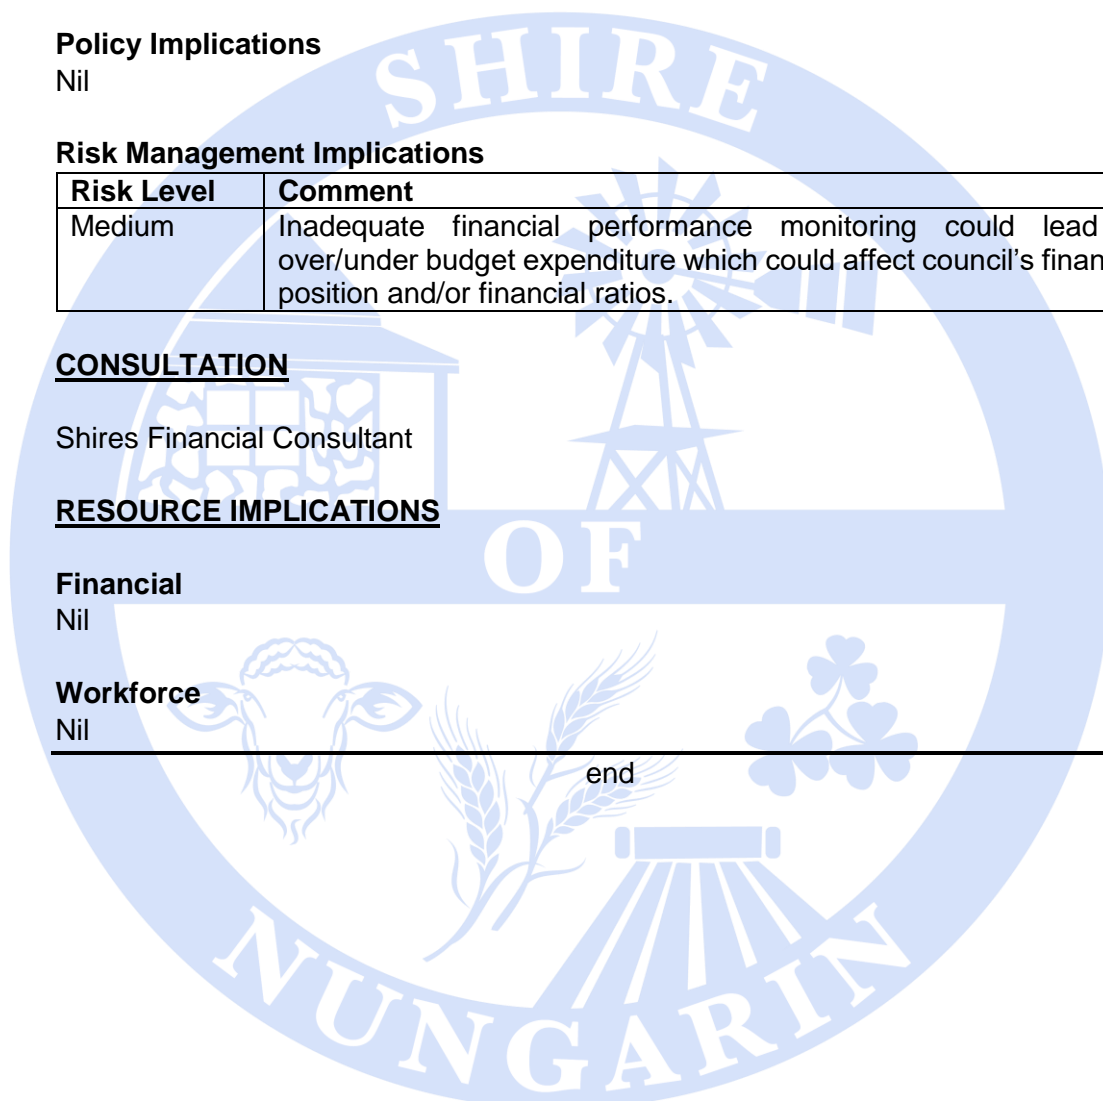 Policy Implications
Nil
Risk Management Implications
Risk Level Comment
Medium Inadequate financial performance monitoring could lead
over/under budget expenditure which could affect council’s finan
position and/or financial ratios.
CONSULTATION
Shires Financial Consultant
RESOURCE IMPLICATIONS
Financial
Nil
Workforce
Nil
end
SHIRE
OF
NUNGARIN